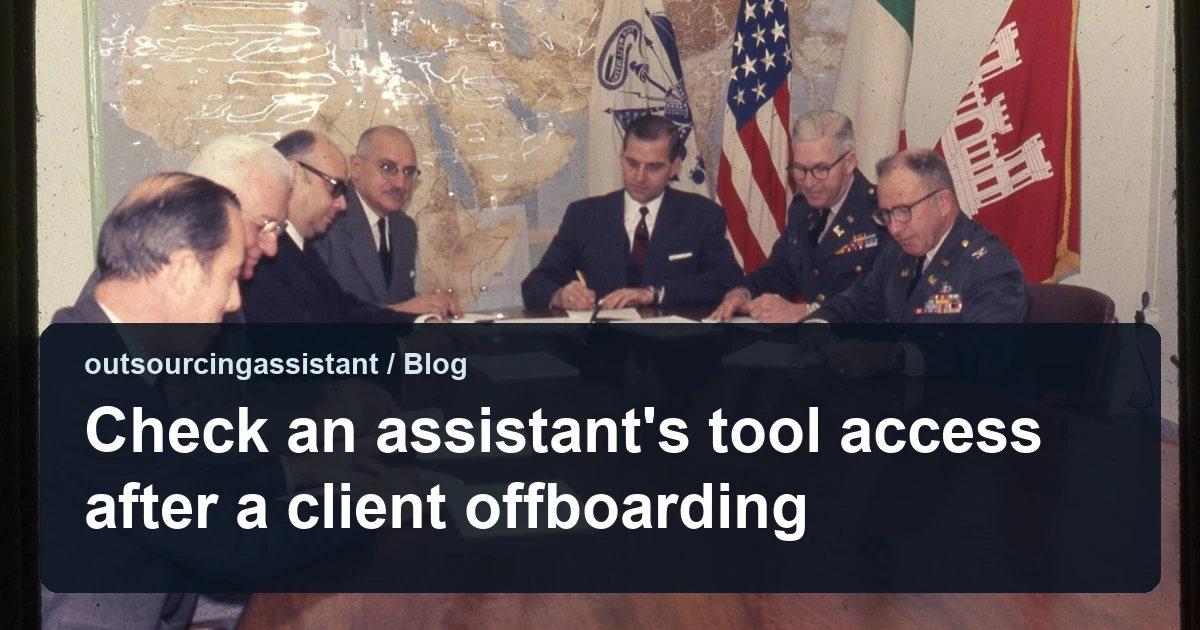 outsourcingassistant / Blog
Check an assistant's tool access
after a client offboarding